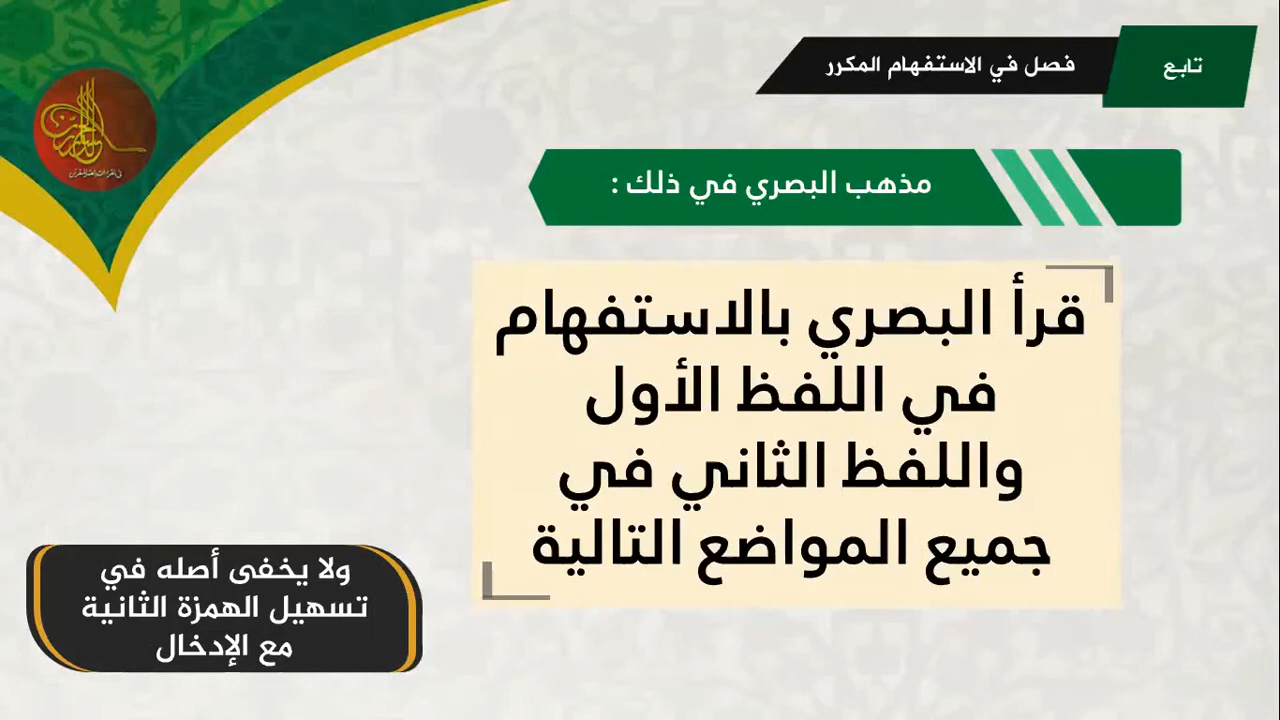 تابع
فصل في الاستفهام المكرر
مذهب البصري في ذلك :
قرأ البصري بالاستفهام
في اللفظ الأول
واللفظ الثاني في
جميع المواضع التالية
ولا يخفى أصله في
تسهيل الهمزة الثانية
مع الإدخال